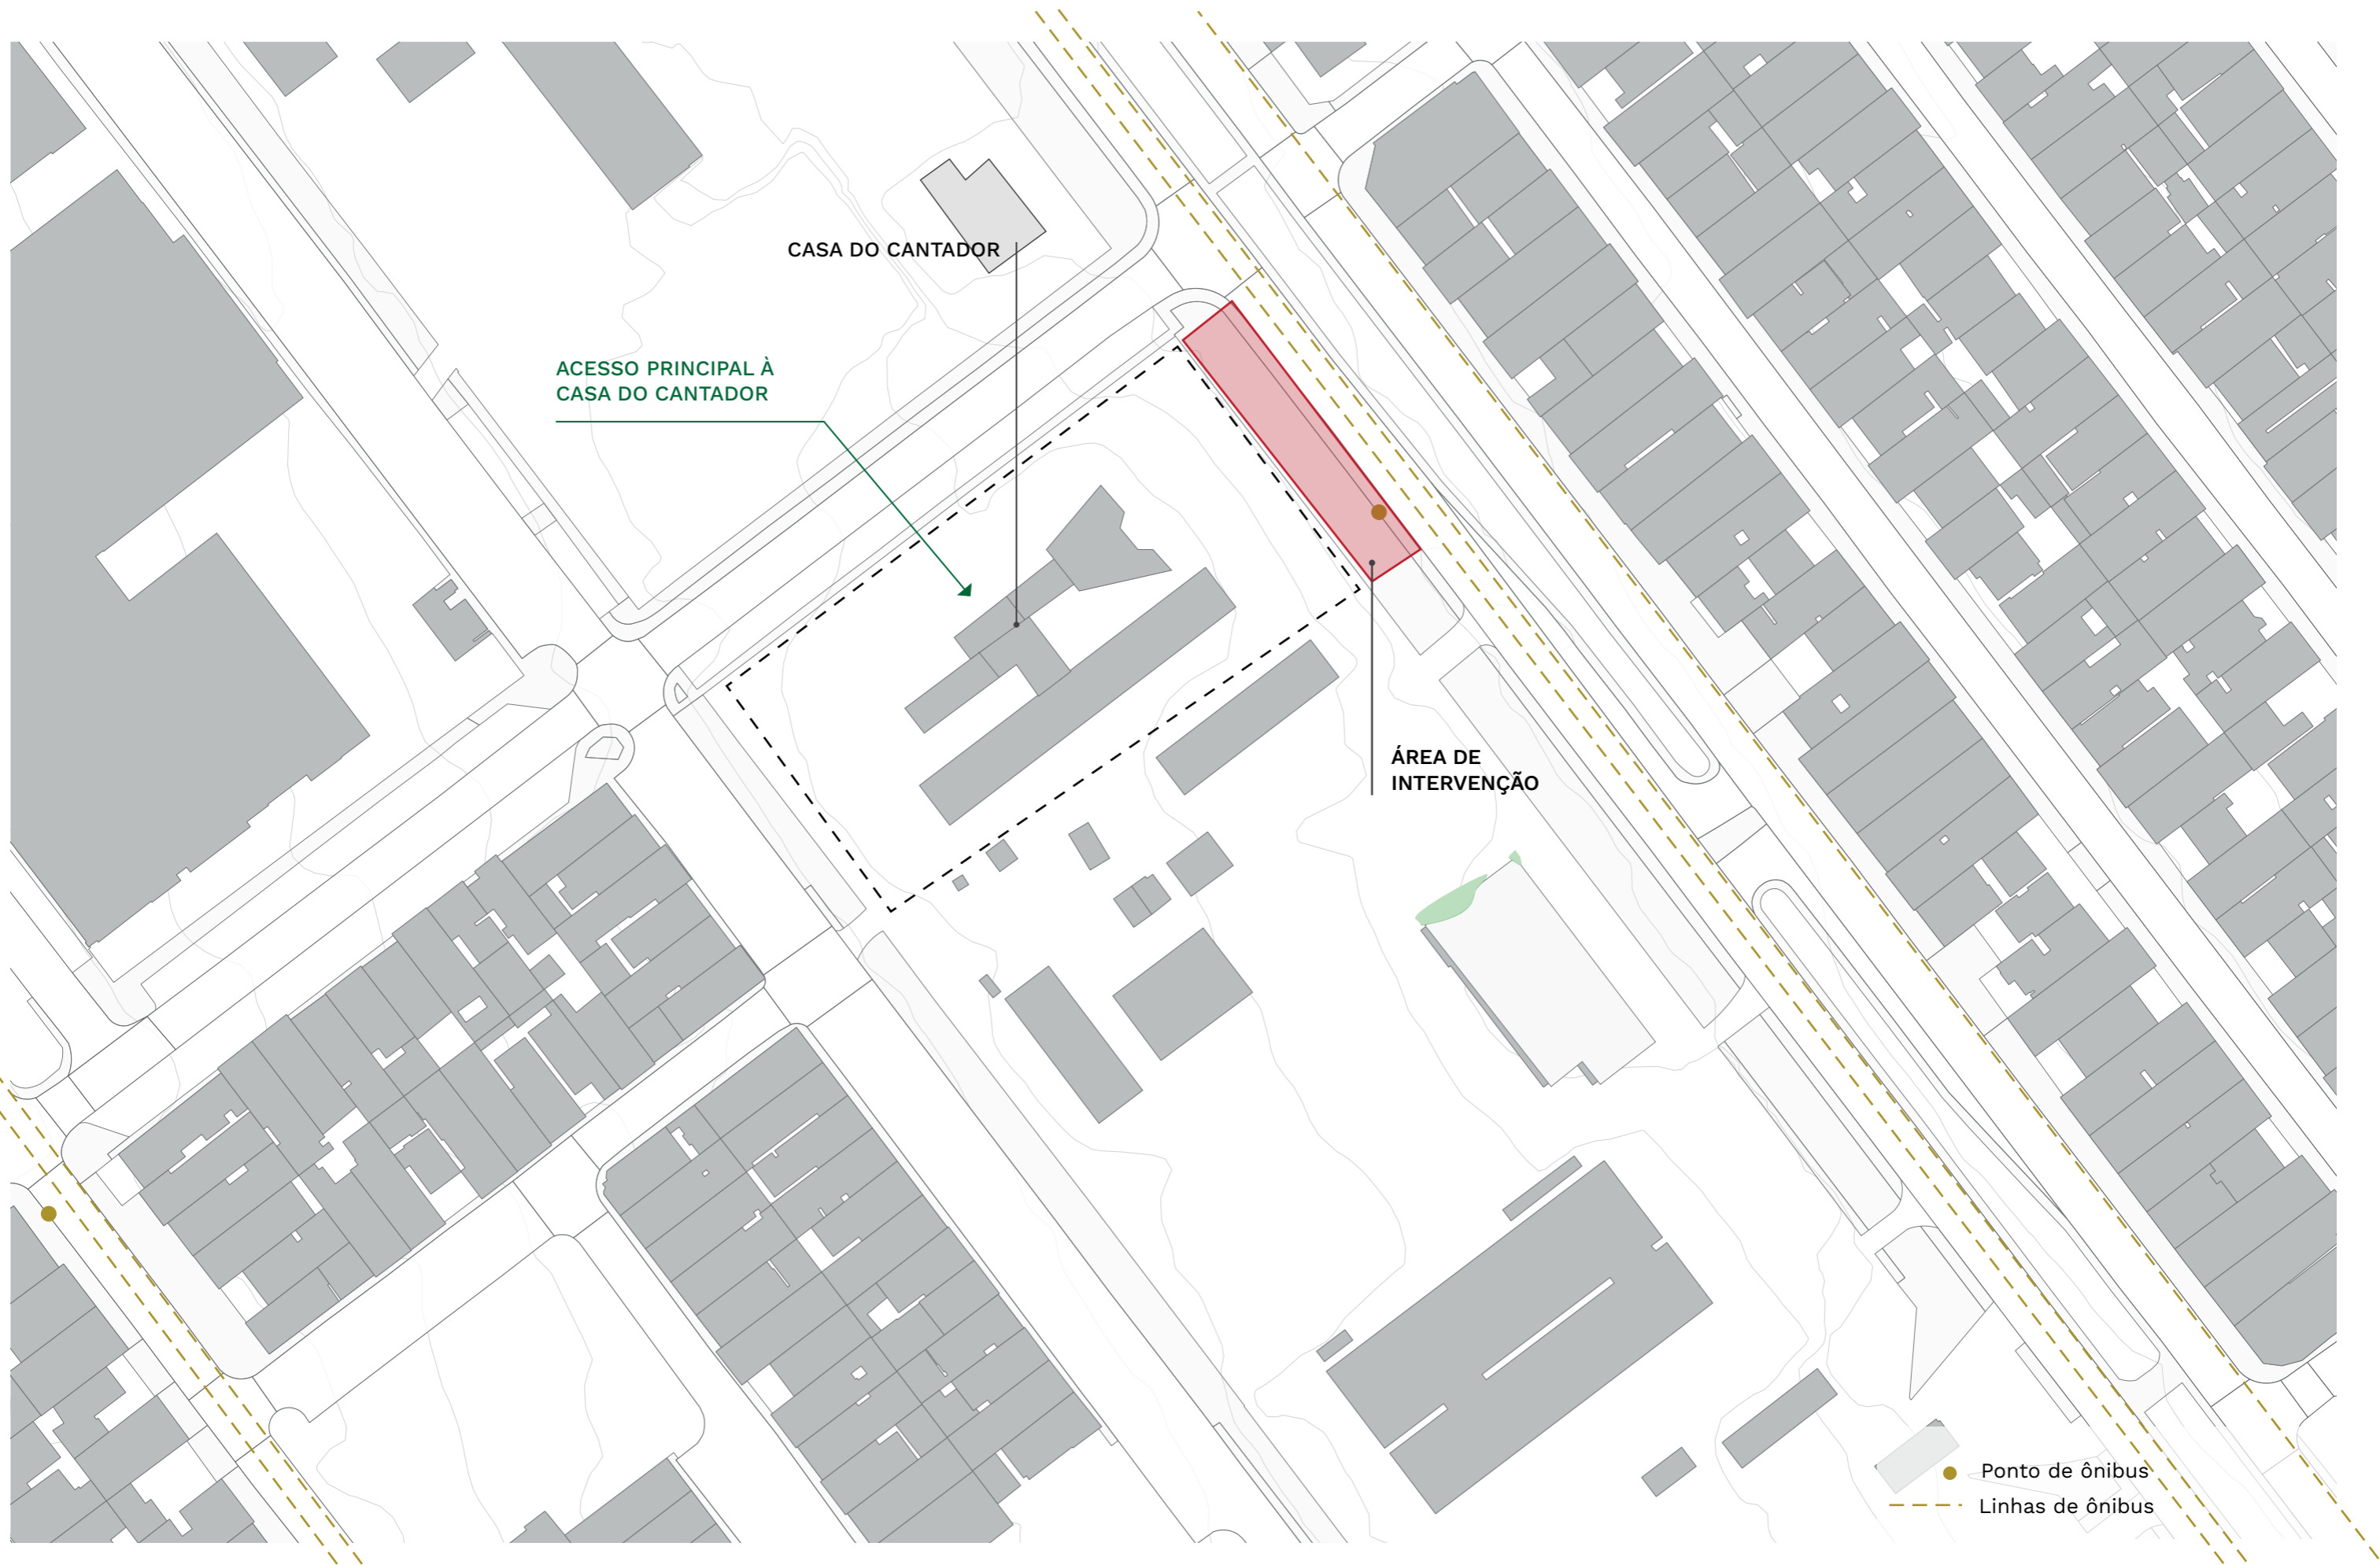 CASA DO CANTADOR
ACESSO PRINCIPAL À
CASA DO CANTADOR
ÁREA DE
INTERVENÇÃO
Ponto de ônibus
Linhas de ônibus